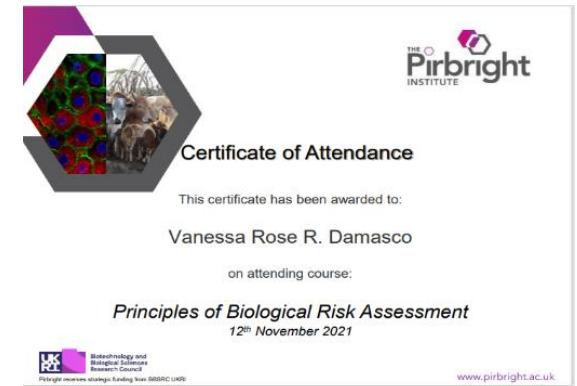 THE
Pirbright
INSTITUTE
Certificate of Attendance
This certificate has been awarded to:
Vanessa Rose R. Damasco
on attending course:
Principles of Biological Risk Assessment
12th November 2021
UK
RI
Biotechnology and
Biological Sciences
Research Council
Pirbright receives strategic funding from BBSRC UKRI
www.pirbright.ac.uk